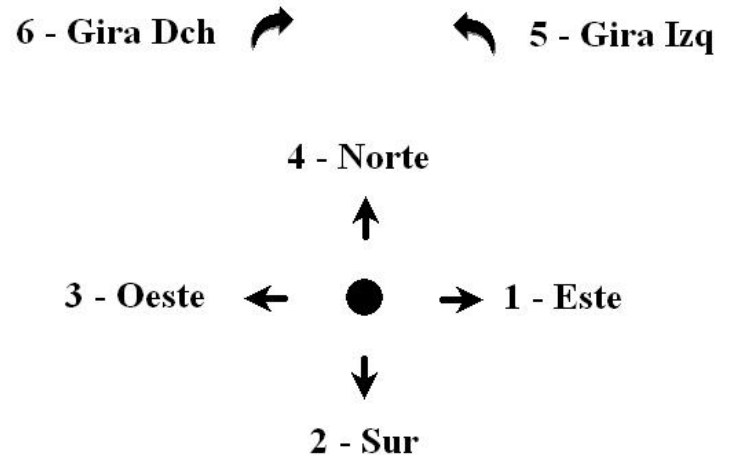 6 - Gira Dch
5 - Gira Izq
4 - Norte
3 - Oeste
1 - Este
2 - Sur